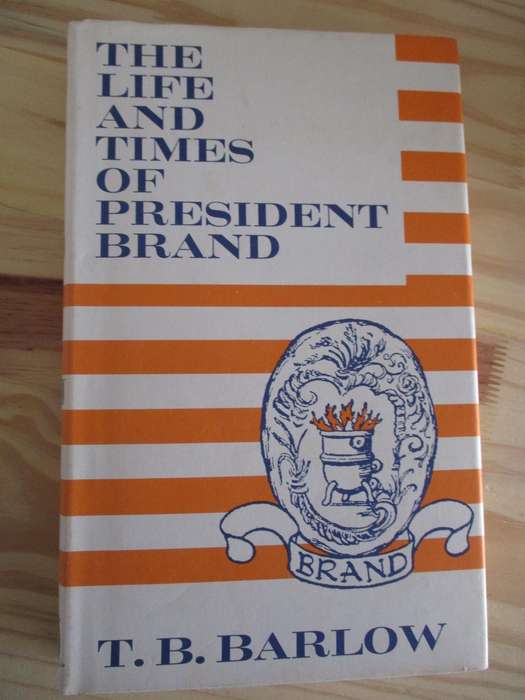 THE
LIFE
AND
TIMES
OF
PRESIDENT
BRAND
BRAND
T. B. BARLOW